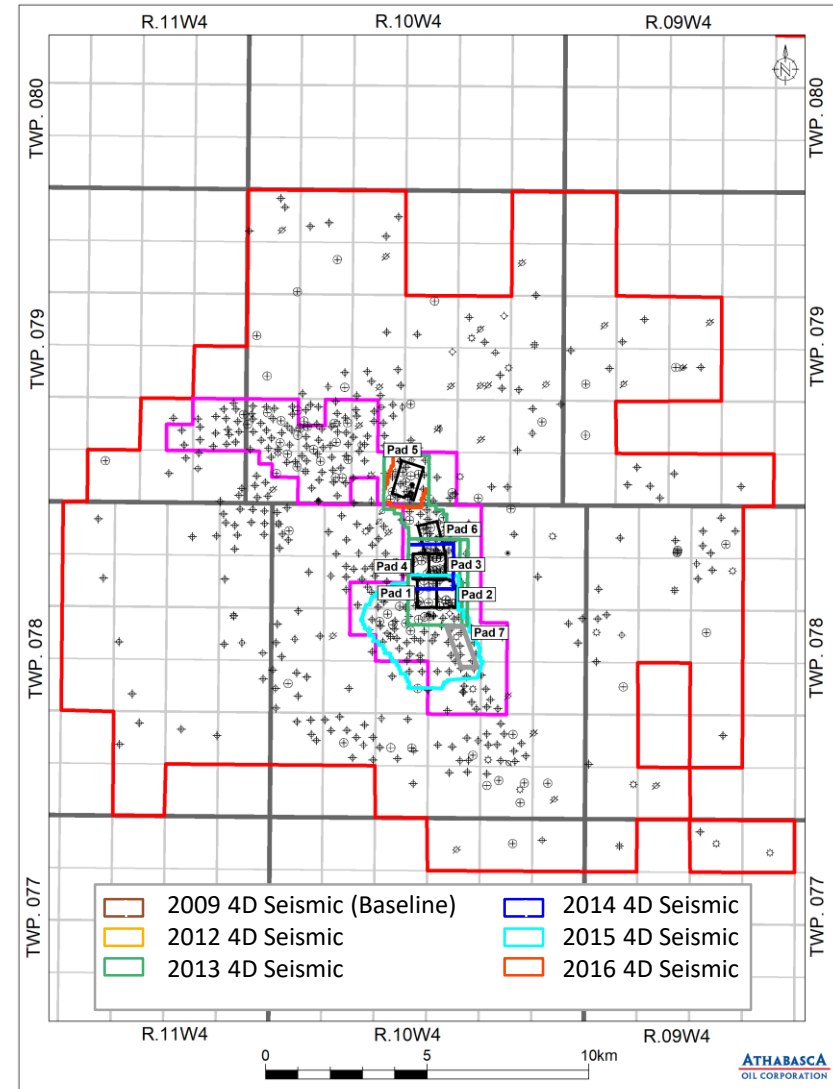 R.11W4 R.10W4 R.09W4
TWP. 080 TWP. 080
N
TWP. 079 TWP. 079
Pad 5
Pad 6
Pad 4 Pad 3
Pad 1 Pad 2
Pad 7
TWP. 078 TWP. 078
TWP. 077 TWP. 077
2009 4D Seismic (Baseline) 2014 4D Seismic
2012 4D Seismic 2015 4D Seismic
2013 4D Seismic 2016 4D Seismic
R.11W4 R.10W4 R.09W4
0 5 10km
ATHABASCA
OIL CORPORATION